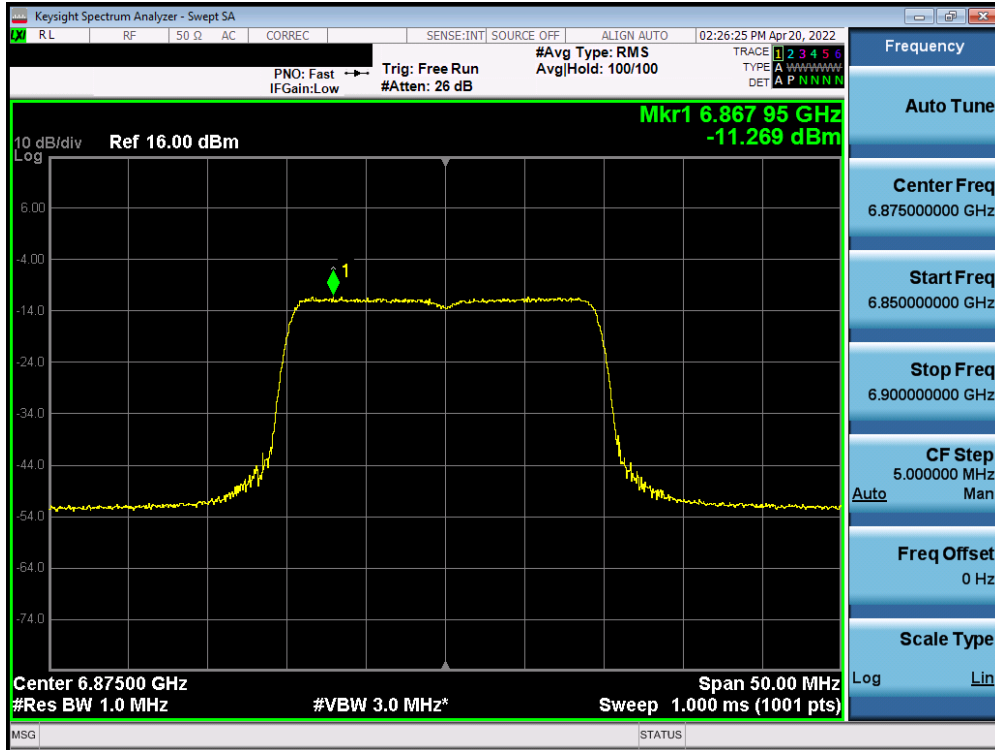 Keysight Spectrum Analyzer - Swept SA
LXI RL RF 50 Ω AC CORREC SENSE:INT SOURCE OFF ALIGN AUTO 02:26:25 PM Apr 20, 2022
#Avg Type: RMS TRACE 1 2 3 4 5 6
PNO: Fast Trig: Free Run Avg|Hold: 100/100 TYPE A WWWWW
IFGain:Low #Atten: 26 dB DET A P N N N N
Mkr1 6.867 95 GHz
10 dB/div Ref 16.00 dBm -11.269 dBm
Log
6.00
-4.00
1
-14.0
-24.0
-34.0
-44.0
-54.0
-64.0
-74.0
Center 6.87500 GHz Span 50.00 MHz
#Res BW 1.0 MHz #VBW 3.0 MHz* Sweep 1.000 ms (1001 pts)
MSG STATUS
Frequency
Auto Tune
Center Freq
6.875000000 GHz
Start Freq
6.850000000 GHz
Stop Freq
6.900000000 GHz
CF Step
5.000000 MHz
Auto Man
Freq Offset
0 Hz
Scale Type
Log Lin